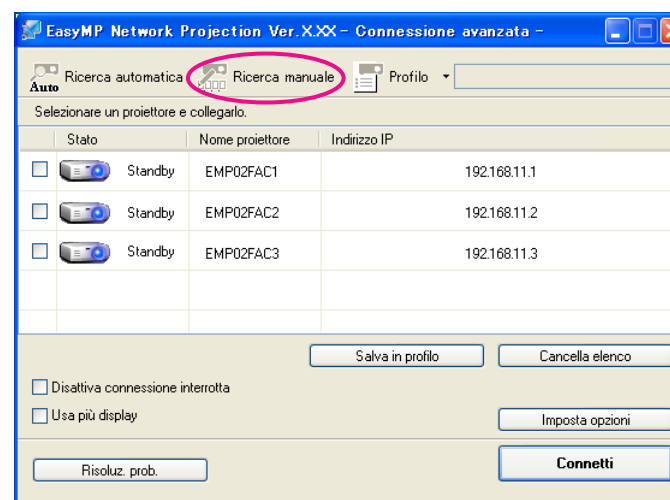 EasyMP Network Projection Ver.X.XX – Connessione avanzata –
Auto Ricerca automatica Ricerca manuale Profilo
Selezionare un proiettore e collegarlo.
Stato Nome proiettore Indirizzo IP
Standby EMP02FAC1 192.168.11.1
Standby EMP02FAC2 192.168.11.2
Standby EMP02FAC3 192.168.11.3
Salva in profilo Cancella elenco
Disattiva connessione interrotta
Usa più display
Imposta opzioni
Risoluz. prob. Connetti